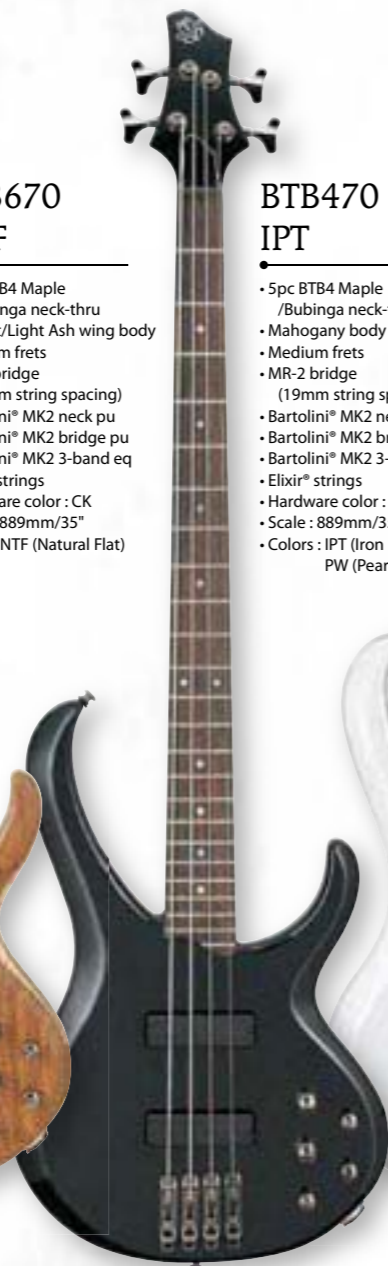 670
B4 Maple
nga neck-thru
/Light Ash wing body
m frets
bridge
m string spacing)
ni® MK2 neck pu
ni® MK2 bridge pu
ni® MK2 3-band eq
strings
are color : CK
889mm/35"
NTF (Natural Flat)
BTB470
IPT
• 5pc BTB4 Maple
/Bubinga neck-
• Mahogany body
• Medium frets
• MR-2 bridge
(19mm string sp
• Bartolini® MK2 ne
• Bartolini® MK2 br
• Bartolini® MK2 3-
• Elixir® strings
• Hardware color :
• Scale : 889mm/3
• Colors : IPT (Iron
PW (Pear